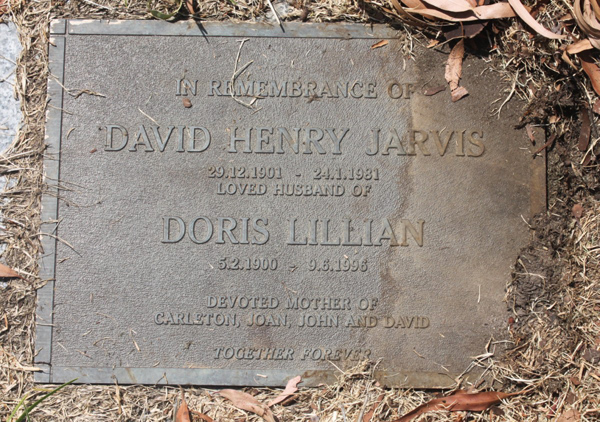 IN REMEMBRANCE OF
DAVID HENRY JARVIS
29.12.1901 - 24.1.1981
LOVED HUSBAND OF
DORIS LILLIAN
5.2.1900 - 9.6.1996
DEVOTED MOTHER OF
CARLETON, JOAN, JOHN AND DAVID
TOGETHER FOREVER